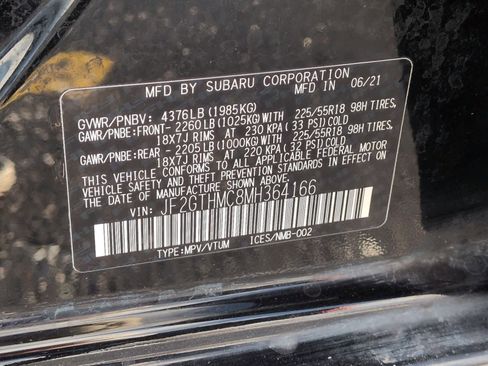 MFD BY SUBARU CORPORATION MFD IN 06/21
GVWR/PNBV: 4376LB (1985KG)
GAWR/PNBE: FRONT- 2260LB (1025KG) WITH 225/55R18 98H TIRES,
18X7J RIMS AT 230 KPA (33 PSI) COLD
GAWR/PNBE: REAR - 2205LB (1000KG) WITH 225/55R18 98H TIRES,
18X7J RIMS AT 220 KPA (32 PSI) COLD
THIS VEHICLE CONFORMS TO ALL APPLICABLE FEDERAL MOTOR
VEHICLE SAFETY AND THEFT PREVENTION STANDARDS IN EFFECT ON THE DATE
OF MANUFACTURE SHOWN ABOVE.
VIN: JF2GTHMC8MH364166
TYPE:MPV/VTUM ICES/NMB-002